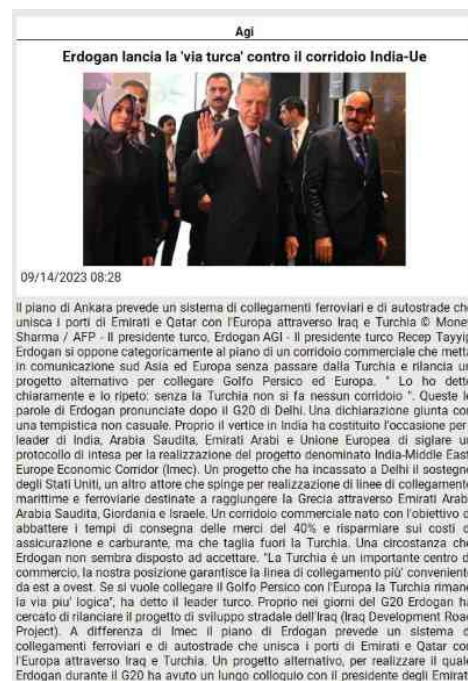 Agi
Erdogan lancia la 'via turca' contro il corridoio India-Ue
09/14/2023 08:28
Il piano di Ankara prevede un sistema di collegamenti ferroviari e di autostrade che
unisca i porti di Emirati e Qatar con l'Europa attraverso Iraq e Turchia © Money
Sharma / AFP - Il presidente turco, Erdogan AGI - Il presidente turco Recep Tayyip
Erdogan si oppone categoricamente al piano di un corridoio commerciale che mette
in comunicazione sud Asia ed Europa senza passare dalla Turchia e rilancia un
progetto alternativo per collegare Golfo Persico ed Europa. " Lo ho detto
chiaramente e lo ripeto: senza la Turchia non si fa nessun corridoio ". Queste le
parole di Erdogan pronunciate dopo il G20 di Delhi. Una dichiarazione giunta con
una tempistica non casuale. Proprio il vertice in India ha costituito l'occasione per i
leader di India, Arabia Saudita, Emirati Arabi e Unione Europea di siglare un
protocollo di intesa per la realizzazione del progetto denominato India-Middle East-
Europe Economic Corridor (Imec). Un progetto che ha incassato a Delhi il sostegno
degli Stati Uniti, un altro attore che spinge per realizzazione di linee di collegamento
marittime e ferroviarie destinate a raggiungere la Grecia attraverso Emirati Arabi,
Arabia Saudita, Giordania e Israele. Un corridoio commerciale nato con l'obiettivo di
abbattere i tempi di consegna delle merci del 40% e risparmiare sui costi di
assicurazione e carburante, ma che taglia fuori la Turchia. Una circostanza che
Erdogan non sembra disposto ad accettare. "La Turchia è un importante centro di
commercio, la nostra posizione garantisce la linea di collegamento più' conveniente
da est a ovest. Se si vuole collegare il Golfo Persico con l'Europa la Turchia rimane
la via piu' logica", ha detto il leader turco. Proprio nei giorni del G20 Erdogan ha
cercato di rilanciare il progetto di sviluppo stradale dell'Iraq (Iraq Development Road
Project). A differenza di Imec il piano di Erdogan prevede un sistema di
collegamenti ferroviari e di autostrade che unisca i porti di Emirati e Qatar con
l'Europa attraverso Iraq e Turchia. Un progetto alternativo, per realizzare il quale
Erdogan durante il G20 ha avuto un lungo colloquio con il presidente degli Emirati